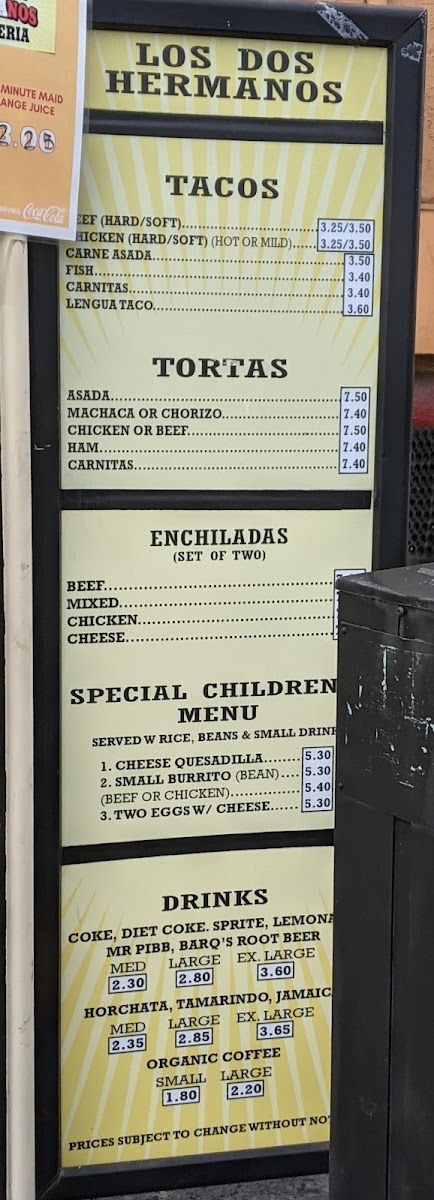 NOS
ERIA
MINUTE MAID
ANGE JUICE
2.25
Coca-Cola
LOS DOS
HERMANOS
TACOS
EEF (HARD/SOFT) 3.25/3.50
HICKEN (HARD/SOFT) (HOT OR MILD) 3.25/3.50
CARNE ASADA 3.50
FISH 3.40
CARNITAS 3.40
LENGUA TACO 3.60
TORTAS
ASADA 7.50
MACHACA OR CHORIZO 7.40
CHICKEN OR BEEF 7.50
HAM 7.40
CARNITAS 7.40
ENCHILADAS
(SET OF TWO)
BEEF
MIXED
CHICKEN
CHEESE
SPECIAL CHILDREN
MENU
SERVED W RICE, BEANS & SMALL DRINK
1. CHEESE QUESADILLA 5.30
2. SMALL BURRITO (BEAN) 5.30
(BEEF OR CHICKEN) 5.40
3. TWO EGGS W/ CHEESE 5.30
DRINKS
COKE, DIET COKE. SPRITE, LEMONA
MR PIBB, BARQ'S ROOT BEER
MED LARGE EX. LARGE
2.30 2.80 3.60
HORCHATA, TAMARINDO, JAMAICA
MED LARGE EX. LARGE
2.35 2.85 3.65
ORGANIC COFFEE
SMALL LARGE
1.80 2.20
PRICES SUBJECT TO CHANGE WITHOUT NOT